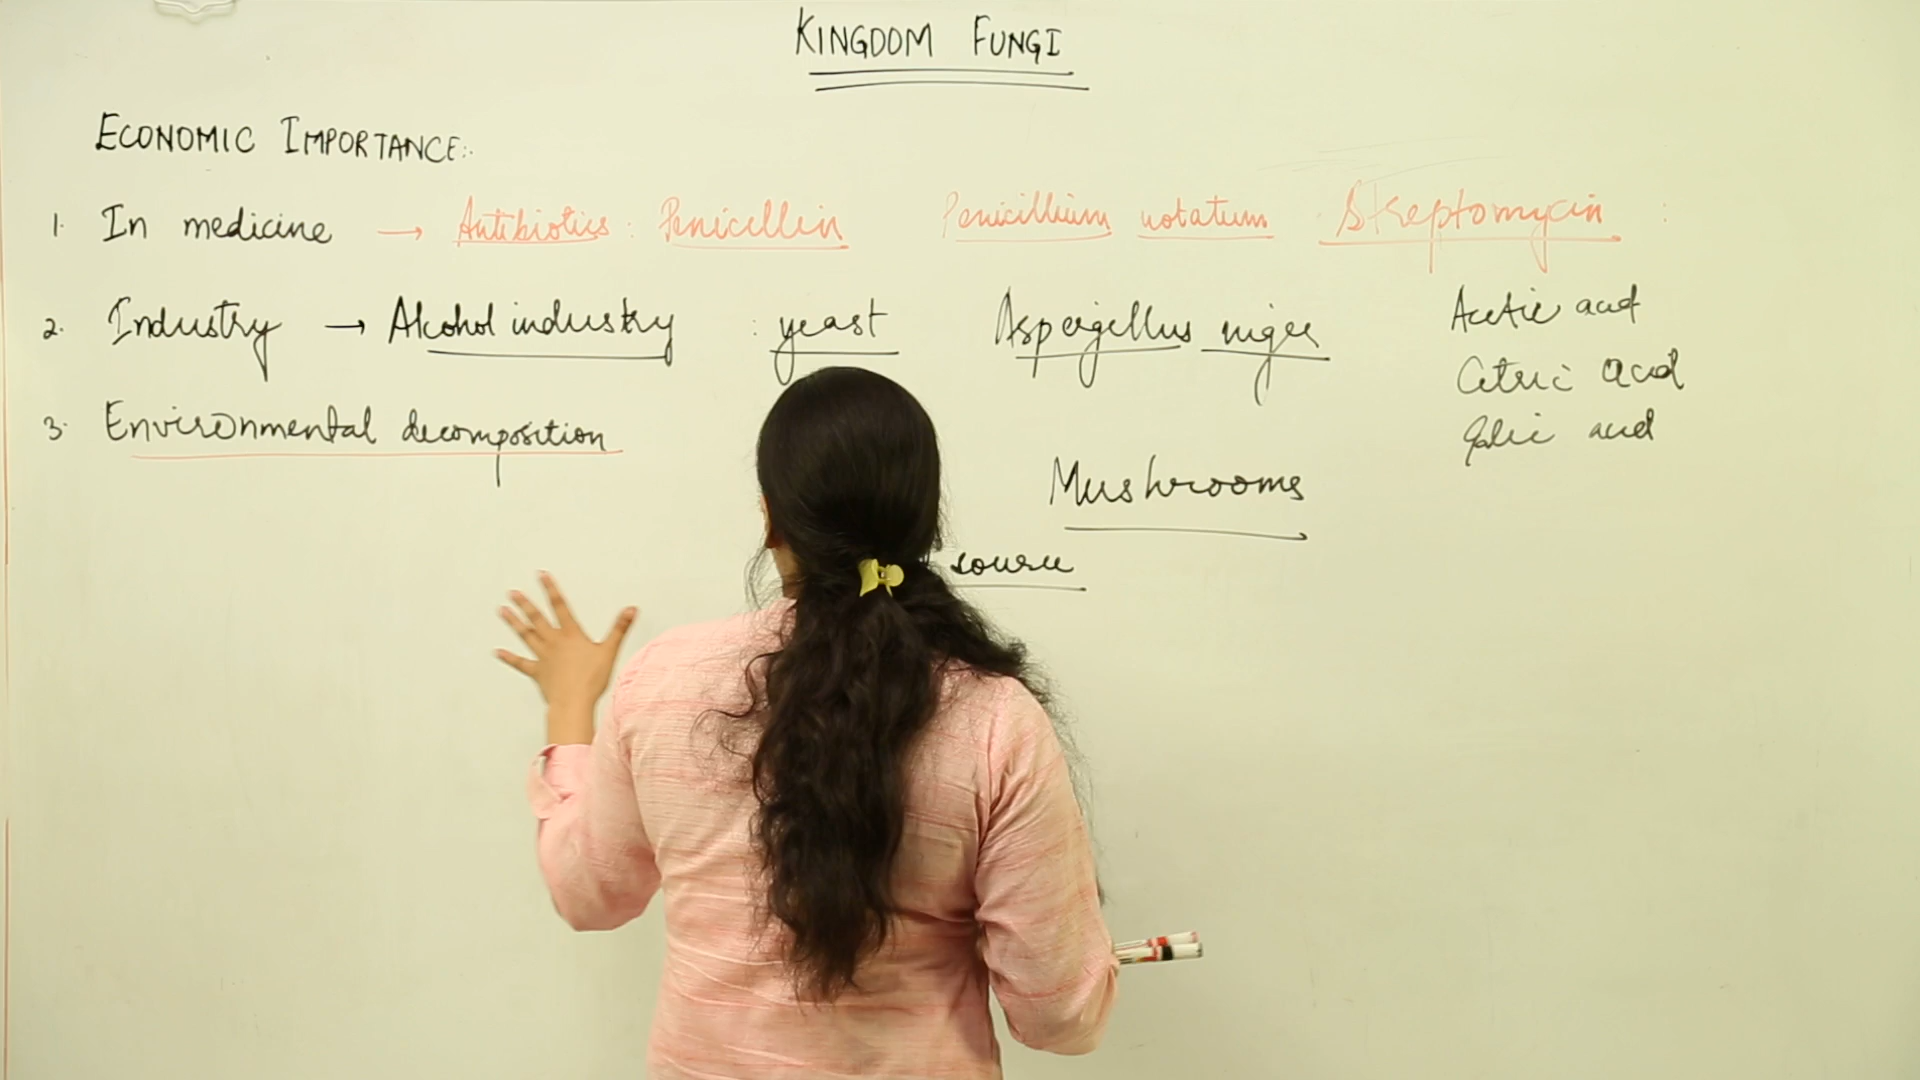 KINGDOM FUNGI
ECONOMIC IMPORTANCE:
1. In medicine → Antibiotics : Penicillin Penicillium notatum Streptomycin :
2. Industry → Alcohol industry : yeast Aspergillus niger Acetic acid
Citric acid
Galic acid
3. Environmental decomposition
Mushrooms
source